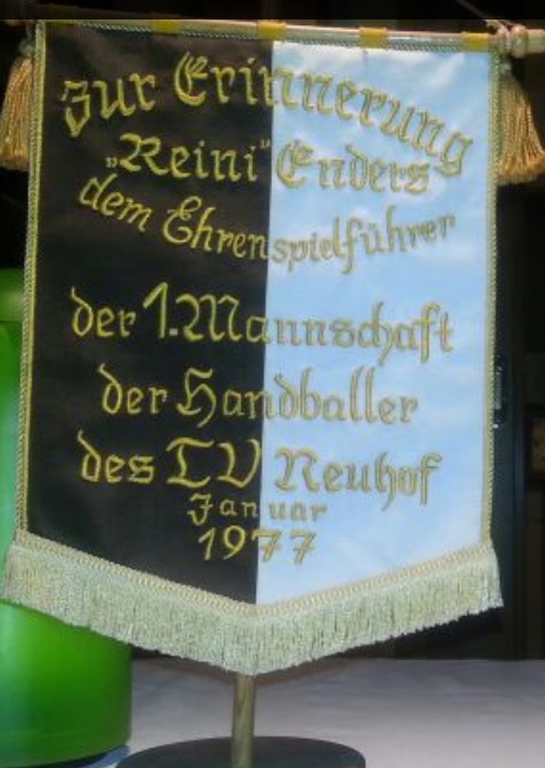 Zur Erinnerung
„Reini" Enders
dem Ehrenspielführer
der 1. Mannschaft
der Handballer
des TV Neuhof
Januar
1977